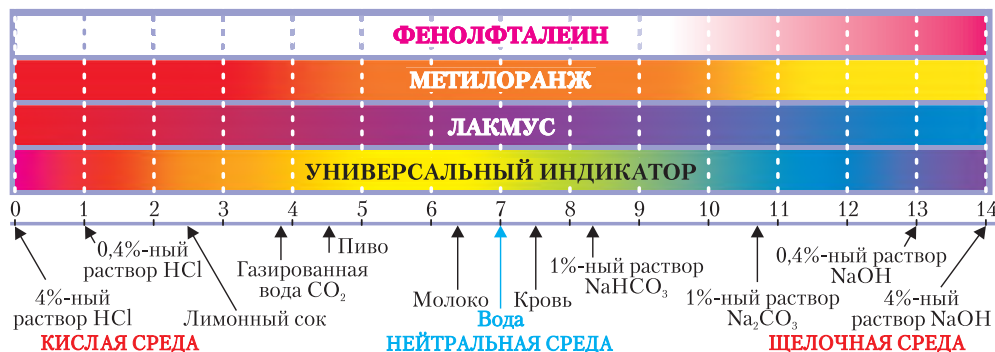 ФЕНОЛФТАЛЕИН
МЕТИЛОРАНЖ
ЛАКМУС
УНИВЕРСАЛЬНЫЙ ИНДИКАТОР
0 1 2 3 4 5 6 7 8 9 10 11 12 13 14
4%-ный
раствор HCl
0,4%-ный
раствор HCl
Лимонный сок
Газированная
вода CO₂
Пиво
Молоко
Вода
Кровь
1%-ный раствор
NaHCO₃
1%-ный раствор
Na₂CO₃
0,4%-ный раствор
NaOH
4%-ный
раствор NaOH
КИСЛАЯ СРЕДА
НЕЙТРАЛЬНАЯ СРЕДА
ЩЕЛОЧНАЯ СРЕДА